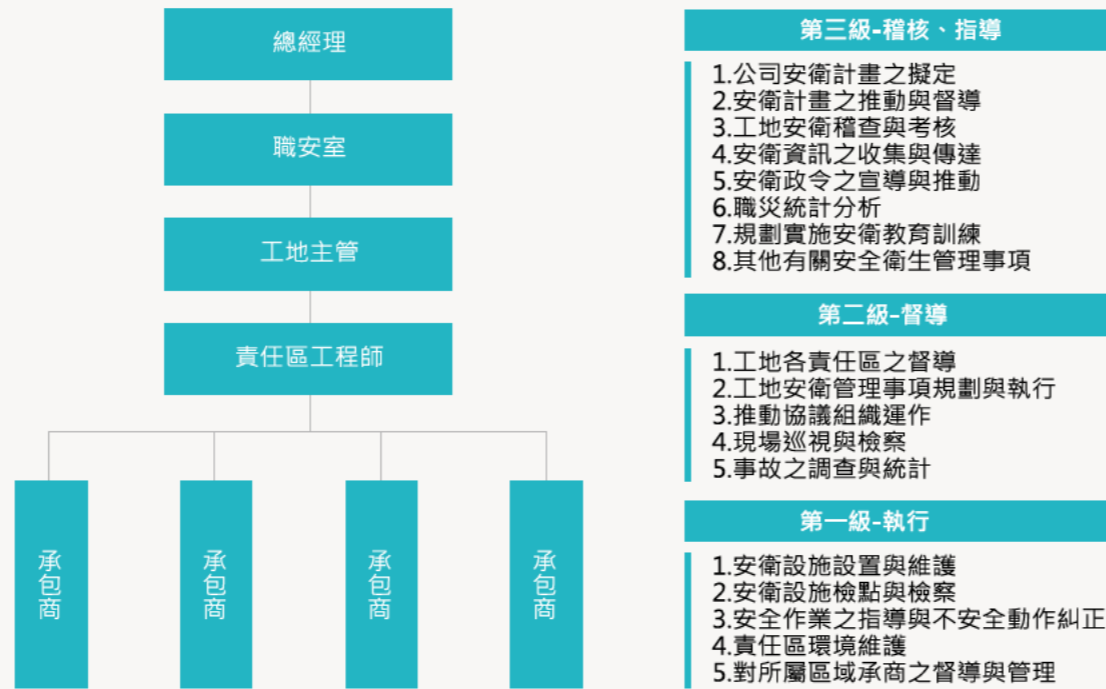 總經理
職安室
工地主管
責任區工程師
承包商
承包商
承包商
承包商
第三級-稽核、指導
1.公司安衛計畫之擬定
2.安衛計畫之推動與督導
3.工地安衛稽查與考核
4.安衛資訊之收集與傳達
5.安衛政令之宣導與推動
6.職災統計分析
7.規劃實施安衛教育訓練
8.其他有關安全衛生管理事項
第二級-督導
1.工地各責任區之督導
2.工地安衛管理事項規劃與執行
3.推動協議組織運作
4.現場巡視與檢察
5.事故之調查與統計
第一級-執行
1.安衛設施設置與維護
2.安衛設施檢點與檢察
3.安全作業之指導與不安全動作糾正
4.責任區環境維護
5.對所屬區域承商之督導與管理